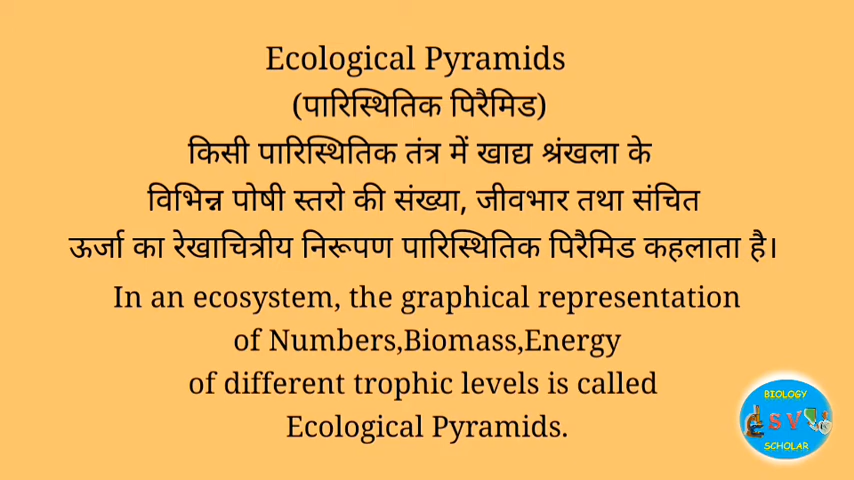 Ecological Pyramids
(पारिस्थितिक पिरैमिड)
किसी पारिस्थितिक तंत्र में खाद्य श्रंखला के
विभिन्न पोषी स्तरो की संख्या, जीवभार तथा संचित
ऊर्जा का रेखाचित्रीय निरूपण पारिस्थितिक पिरैमिड कहलाता है।
In an ecosystem, the graphical representation
of Numbers,Biomass,Energy
of different trophic levels is called
Ecological Pyramids.
BIOLOGY
S V
SCHOLAR